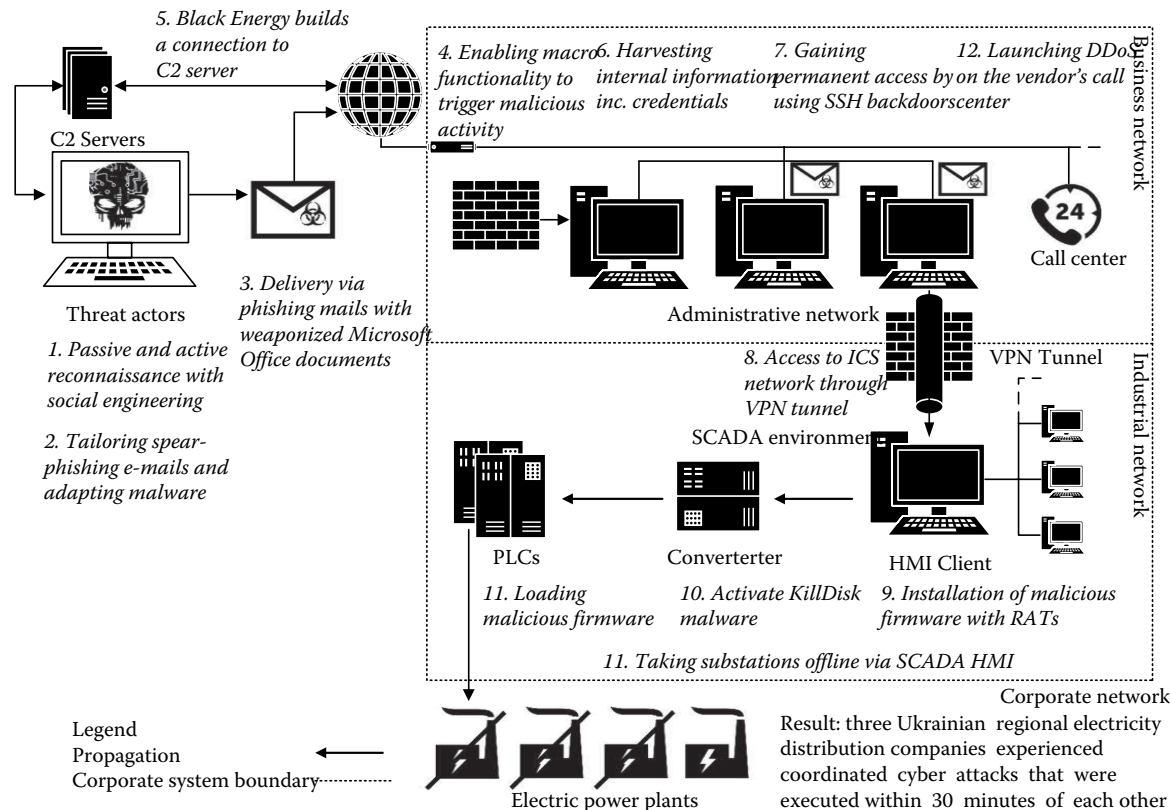 5. Black Energy builds
a connection to
C2 server
4. Enabling macro
functionality to
trigger malicious
activity
6. Harvesting
internal information
inc. credentials
7. Gaining
permanent access by
using SSH backdoors
12. Launching DDoS
on the vendor's call
center
Business network
C2 Servers
24
Call center
Threat actors
3. Delivery via
phishing mails with
weaponized Microsoft
Office documents
Administrative network
1. Passive and active
reconnaissance with
social engineering
2. Tailoring spear-
phishing e-mails and
adapting malware
8. Access to ICS
network through
VPN tunnel
VPN Tunnel
Industrial network
SCADA environment
PLCs
Converterter
HMI Client
11. Loading
malicious firmware
10. Activate KillDisk
malware
9. Installation of malicious
firmware with RATs
11. Taking substations offline via SCADA HMI
Corporate network
Legend
Propagation
Corporate system boundary
Electric power plants
Result: three Ukrainian regional electricity
distribution companies experienced
coordinated cyber attacks that were
executed within 30 minutes of each other